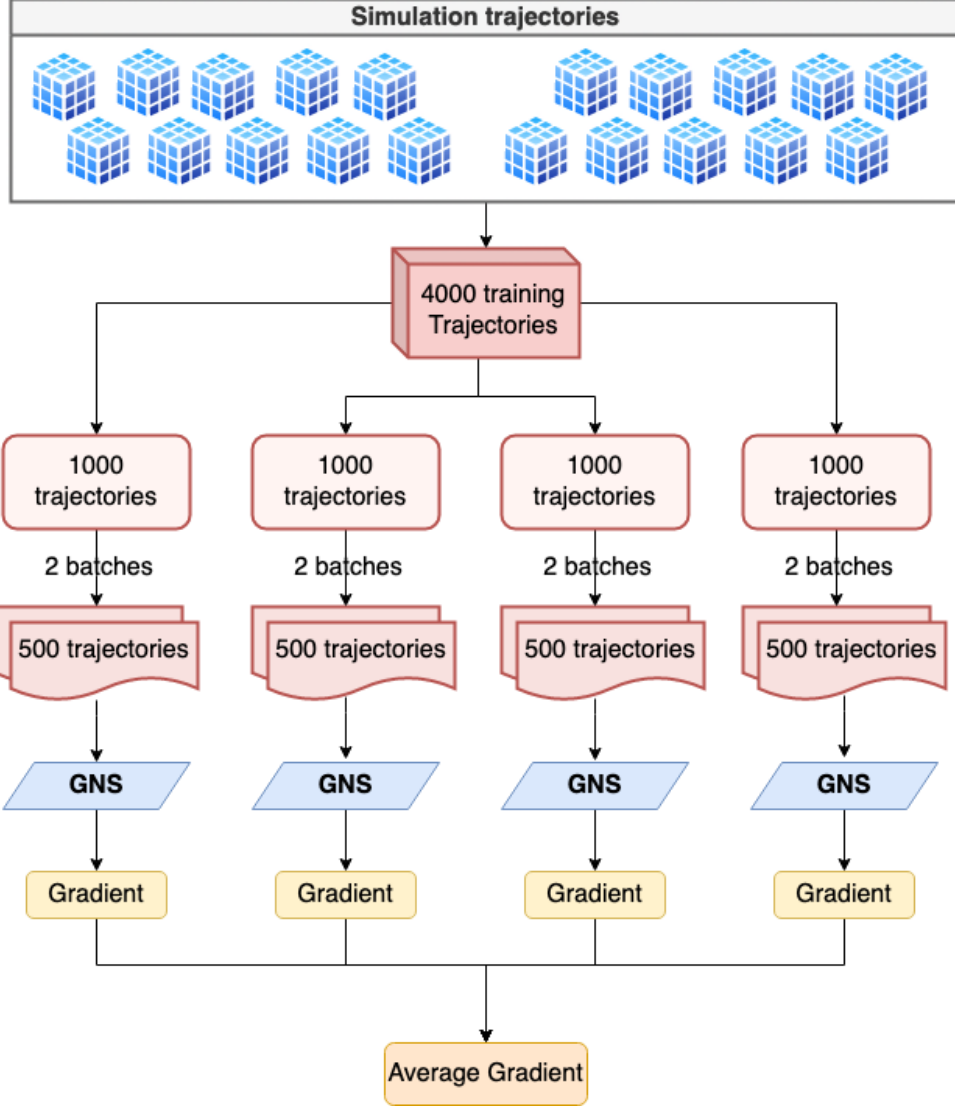 Simulation trajectories
4000 training
Trajectories
1000
trajectories
1000
trajectories
1000
trajectories
1000
trajectories
2 batches
2 batches
2 batches
2 batches
500 trajectories
500 trajectories
500 trajectories
500 trajectories
GNS
GNS
GNS
GNS
Gradient
Gradient
Gradient
Gradient
Average Gradient